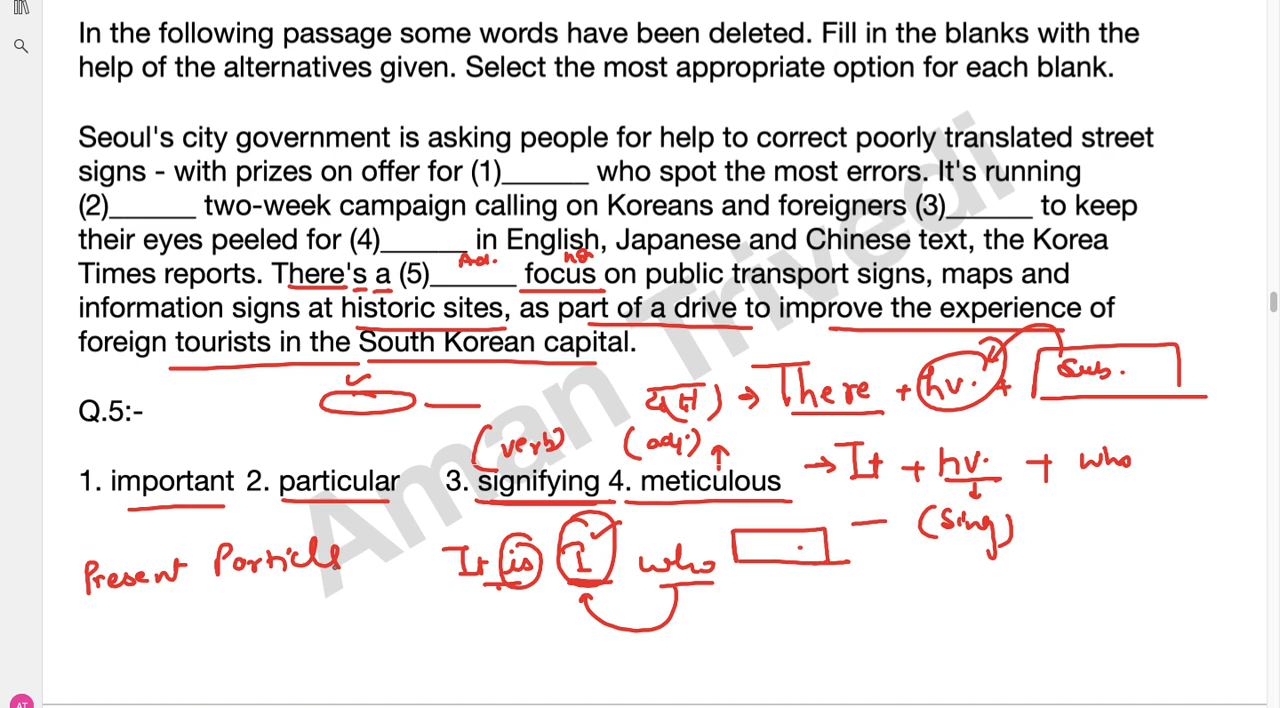 In the following passage some words have been deleted. Fill in the blanks with the
help of the alternatives given. Select the most appropriate option for each blank.
Seoul's city government is asking people for help to correct poorly translated street
signs - with prizes on offer for (1)______ who spot the most errors. It's running
(2)______ two-week campaign calling on Koreans and foreigners (3)______ to keep
their eyes peeled for (4)______ in English, Japanese and Chinese text, the Korea
Adj.
Times reports. There's a (5)______ focus on public transport signs, maps and
information signs at historic sites, as part of a drive to improve the experience of
foreign tourists in the South Korean capital.
There + hv. + Sub.
Q.5:-
(verb) (adj.) → It + hv. + who
1. important 2. particular 3. signifying 4. meticulous
(Sing)
Present Particle It is I who
Aman Trivedi
AT